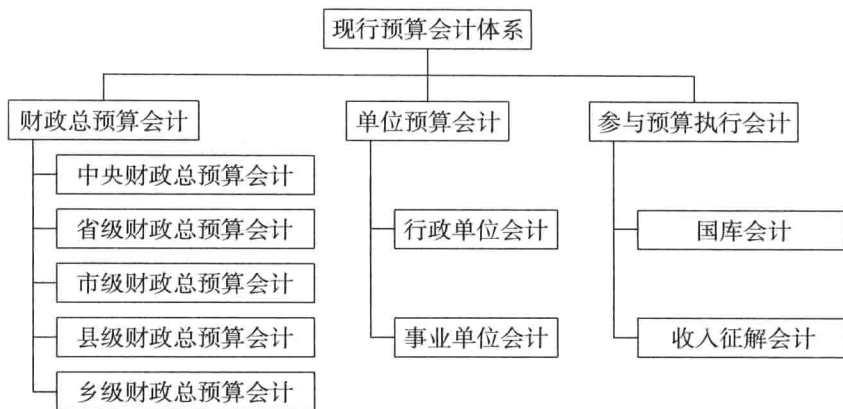 现行预算会计体系
财政总预算会计
单位预算会计
参与预算执行会计
中央财政总预算会计
省级财政总预算会计
市级财政总预算会计
县级财政总预算会计
乡级财政总预算会计
行政单位会计
事业单位会计
国库会计
收入征解会计